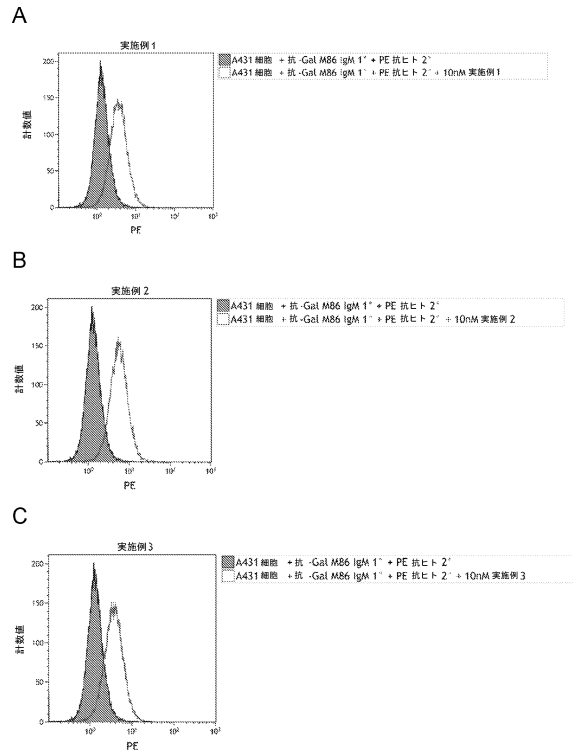 A
実施例 1
A431 細胞 + 抗 -Gal M86 IgM 1° + PE 抗ヒト 2°
A431 細胞 + 抗 -Gal M86 IgM 1° + PE 抗ヒト 2° + 10nM 実施例 1
200
150
100
50
0
計数値
10⁰ 10¹ 10² 10³
PE
B
実施例 2
A431 細胞 + 抗 -Gal M86 IgM 1° + PE 抗ヒト 2°
A431 細胞 + 抗 -Gal M86 IgM 1° + PE 抗ヒト 2° + 10nM 実施例 2
200
150
100
50
0
計数値
10⁰ 10¹ 10² 10³
PE
C
実施例 3
A431 細胞 + 抗 -Gal M86 IgM 1° + PE 抗ヒト 2°
A431 細胞 + 抗 -Gal M86 IgM 1° + PE 抗ヒト 2° + 10nM 実施例 3
200
150
100
50
0
計数値
10⁰ 10¹ 10² 10³
PE